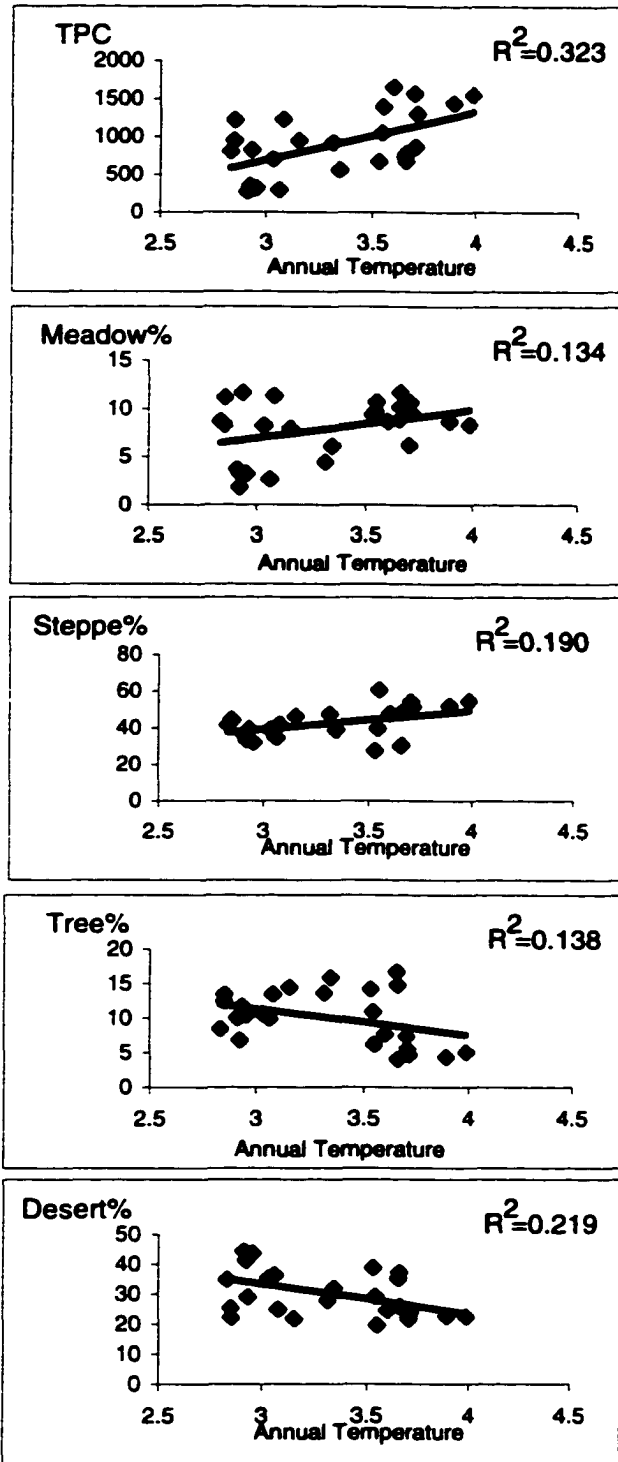 TPC
R²=0.323
2000
1500
1000
500
0
2.5 3 3.5 4 4.5
Annual Temperature
Meadow%
R²=0.134
15
10
5
0
2.5 3 3.5 4 4.5
Annual Temperature
Steppe%
R²=0.190
80
60
40
20
0
2.5 3 3.5 4 4.5
Annual Temperature
Tree%
R²=0.138
20
15
10
5
0
2.5 3 3.5 4 4.5
Annual Temperature
Desert%
R²=0.219
50
40
30
20
10
0
2.5 3 3.5 4 4.5
Annual Temperature